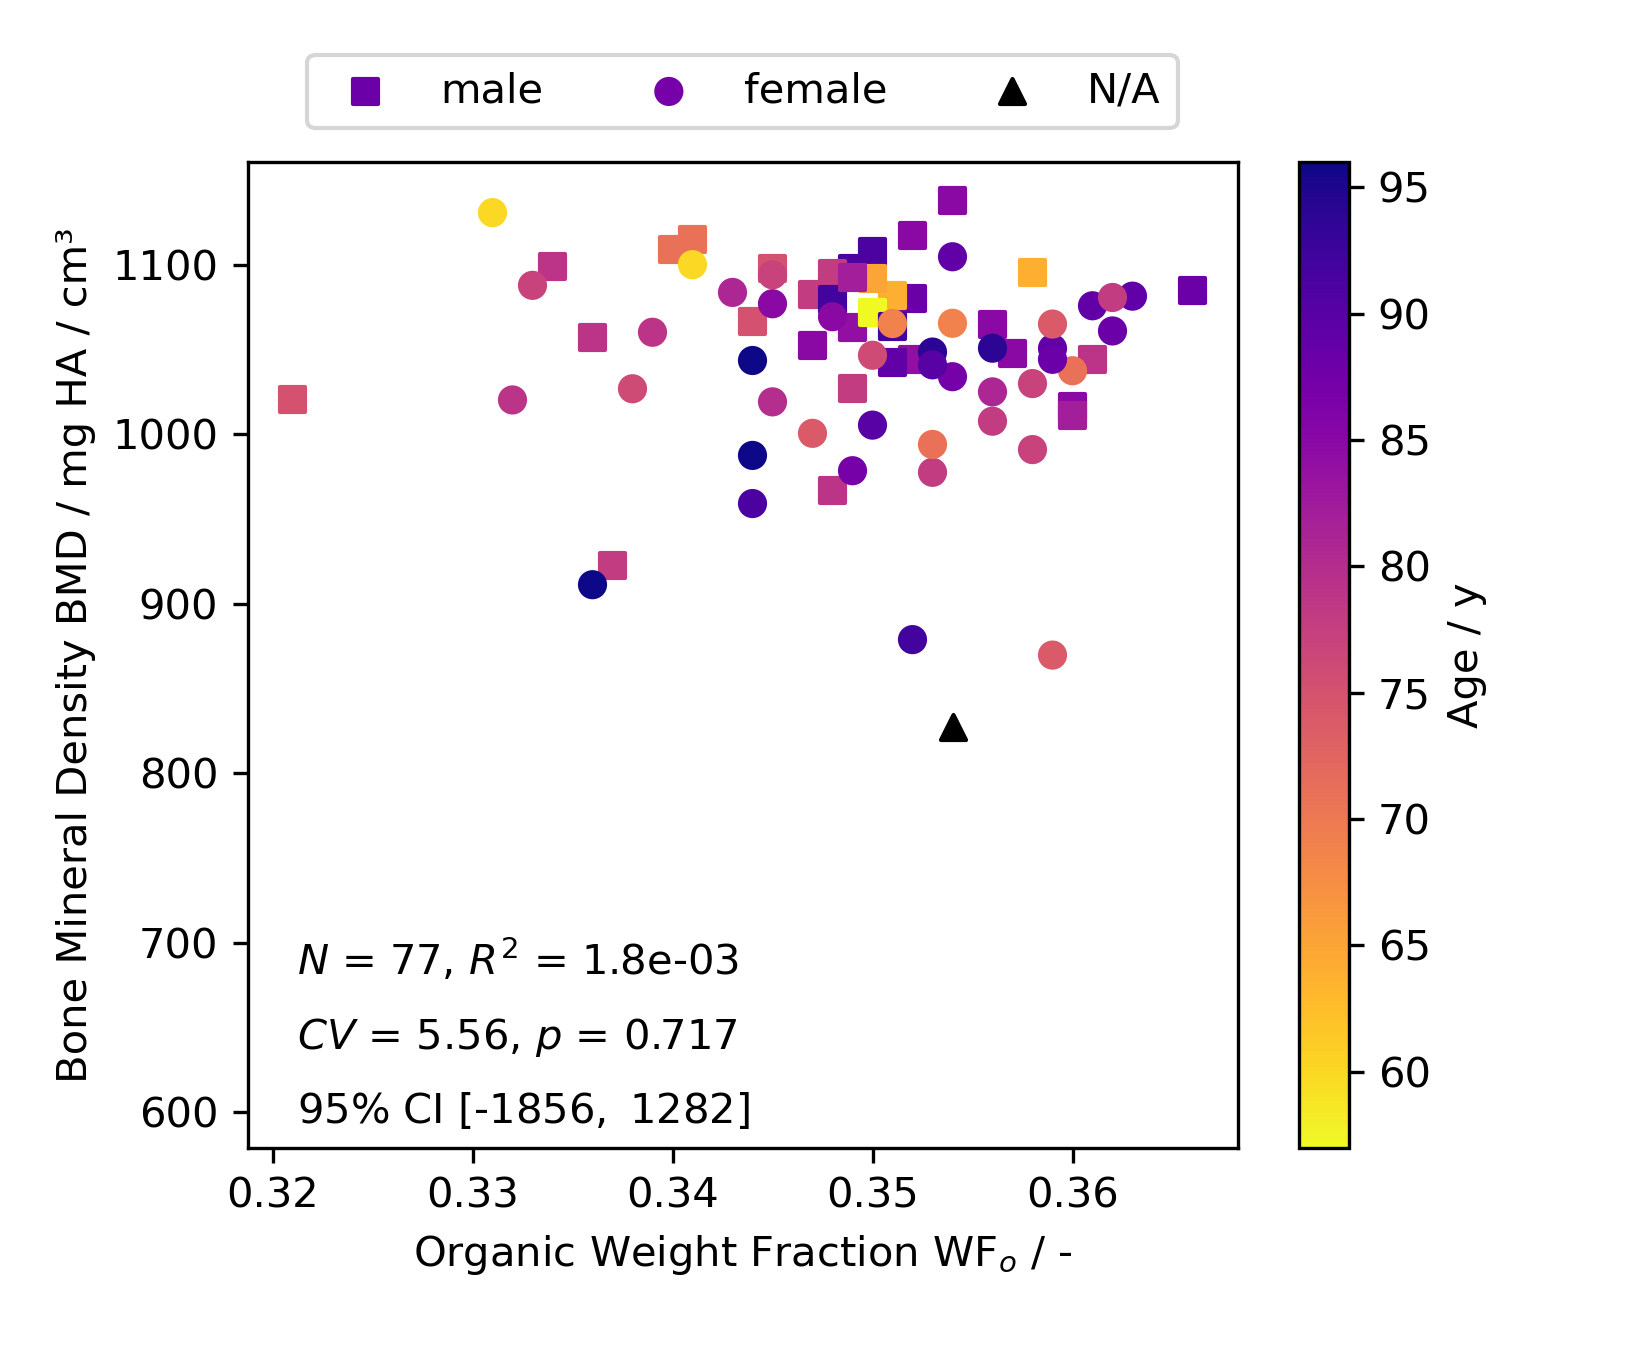 male female N/A
Bone Mineral Density BMD / mg HA / cm³
1100
1000
900
800
700
600
N = 77, R² = 1.8e-03
CV = 5.56, p = 0.717
95% CI [-1856, 1282]
0.32 0.33 0.34 0.35 0.36
Organic Weight Fraction WFₒ / -
95
90
85
80
75
70
65
60
Age / y